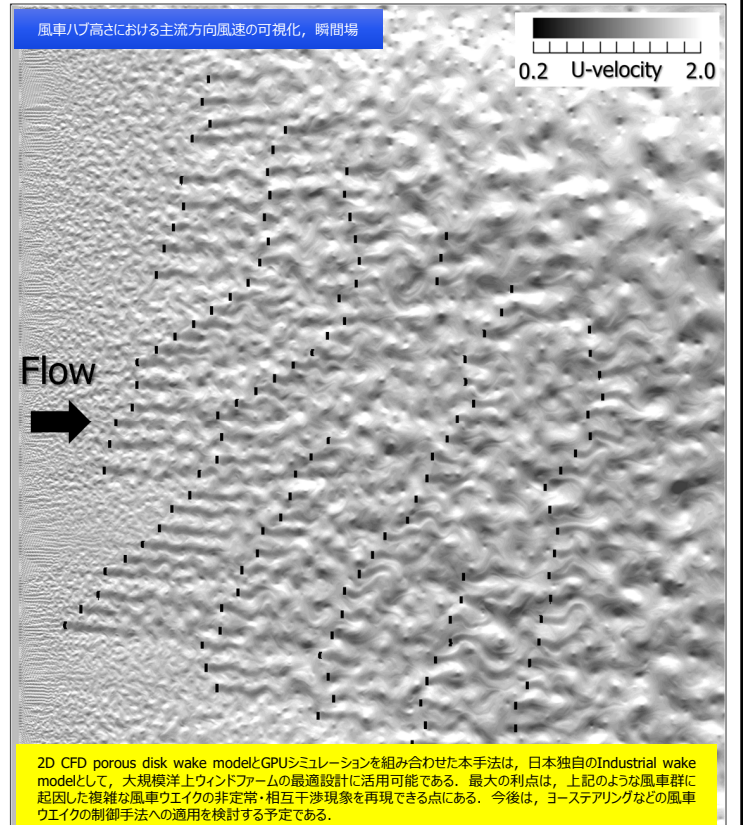 風車ハブ高さにおける主流方向風速の可視化，瞬間場
0.2 U-velocity 2.0
Flow
2D CFD porous disk wake modelとGPUシミュレーションを組み合わせた本手法は，日本独自のIndustrial wake
modelとして，大規模洋上ウィンドファームの最適設計に活用可能である．最大の利点は，上記のような風車群に
起因した複雑な風車ウエイクの非定常・相互干渉現象を再現できる点にある．今後は，ヨーステアリングなどの風車
ウエイクの制御手法への適用を検討する予定である．